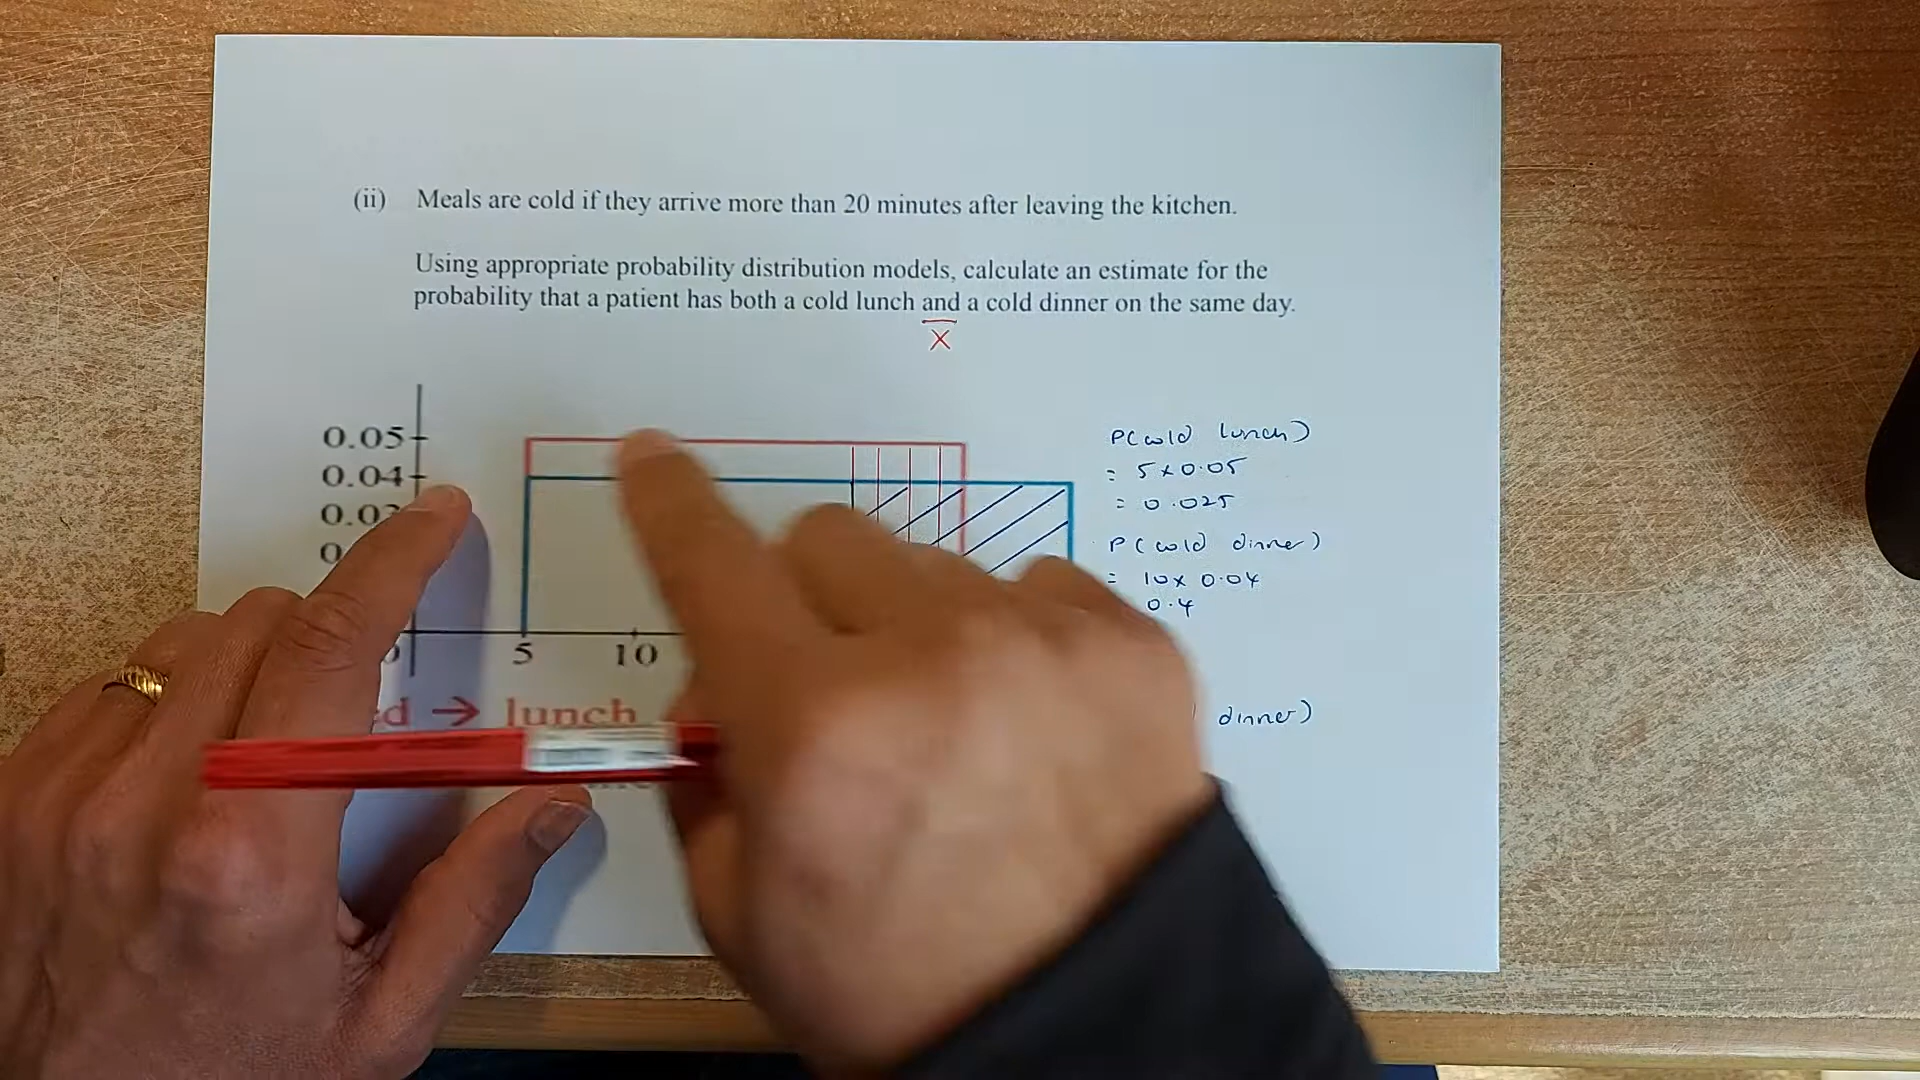 (ii) Meals are cold if they arrive more than 20 minutes after leaving the kitchen.
Using appropriate probability distribution models, calculate an estimate for the
probability that a patient has both a cold lunch and a cold dinner on the same day.
X
0.05
0.04
5 10
→ lunch
P(cold lunch)
= 5 x 0.05
= 0.025
P(cold dinner)
= 10 x 0.04
0.4
dinner)